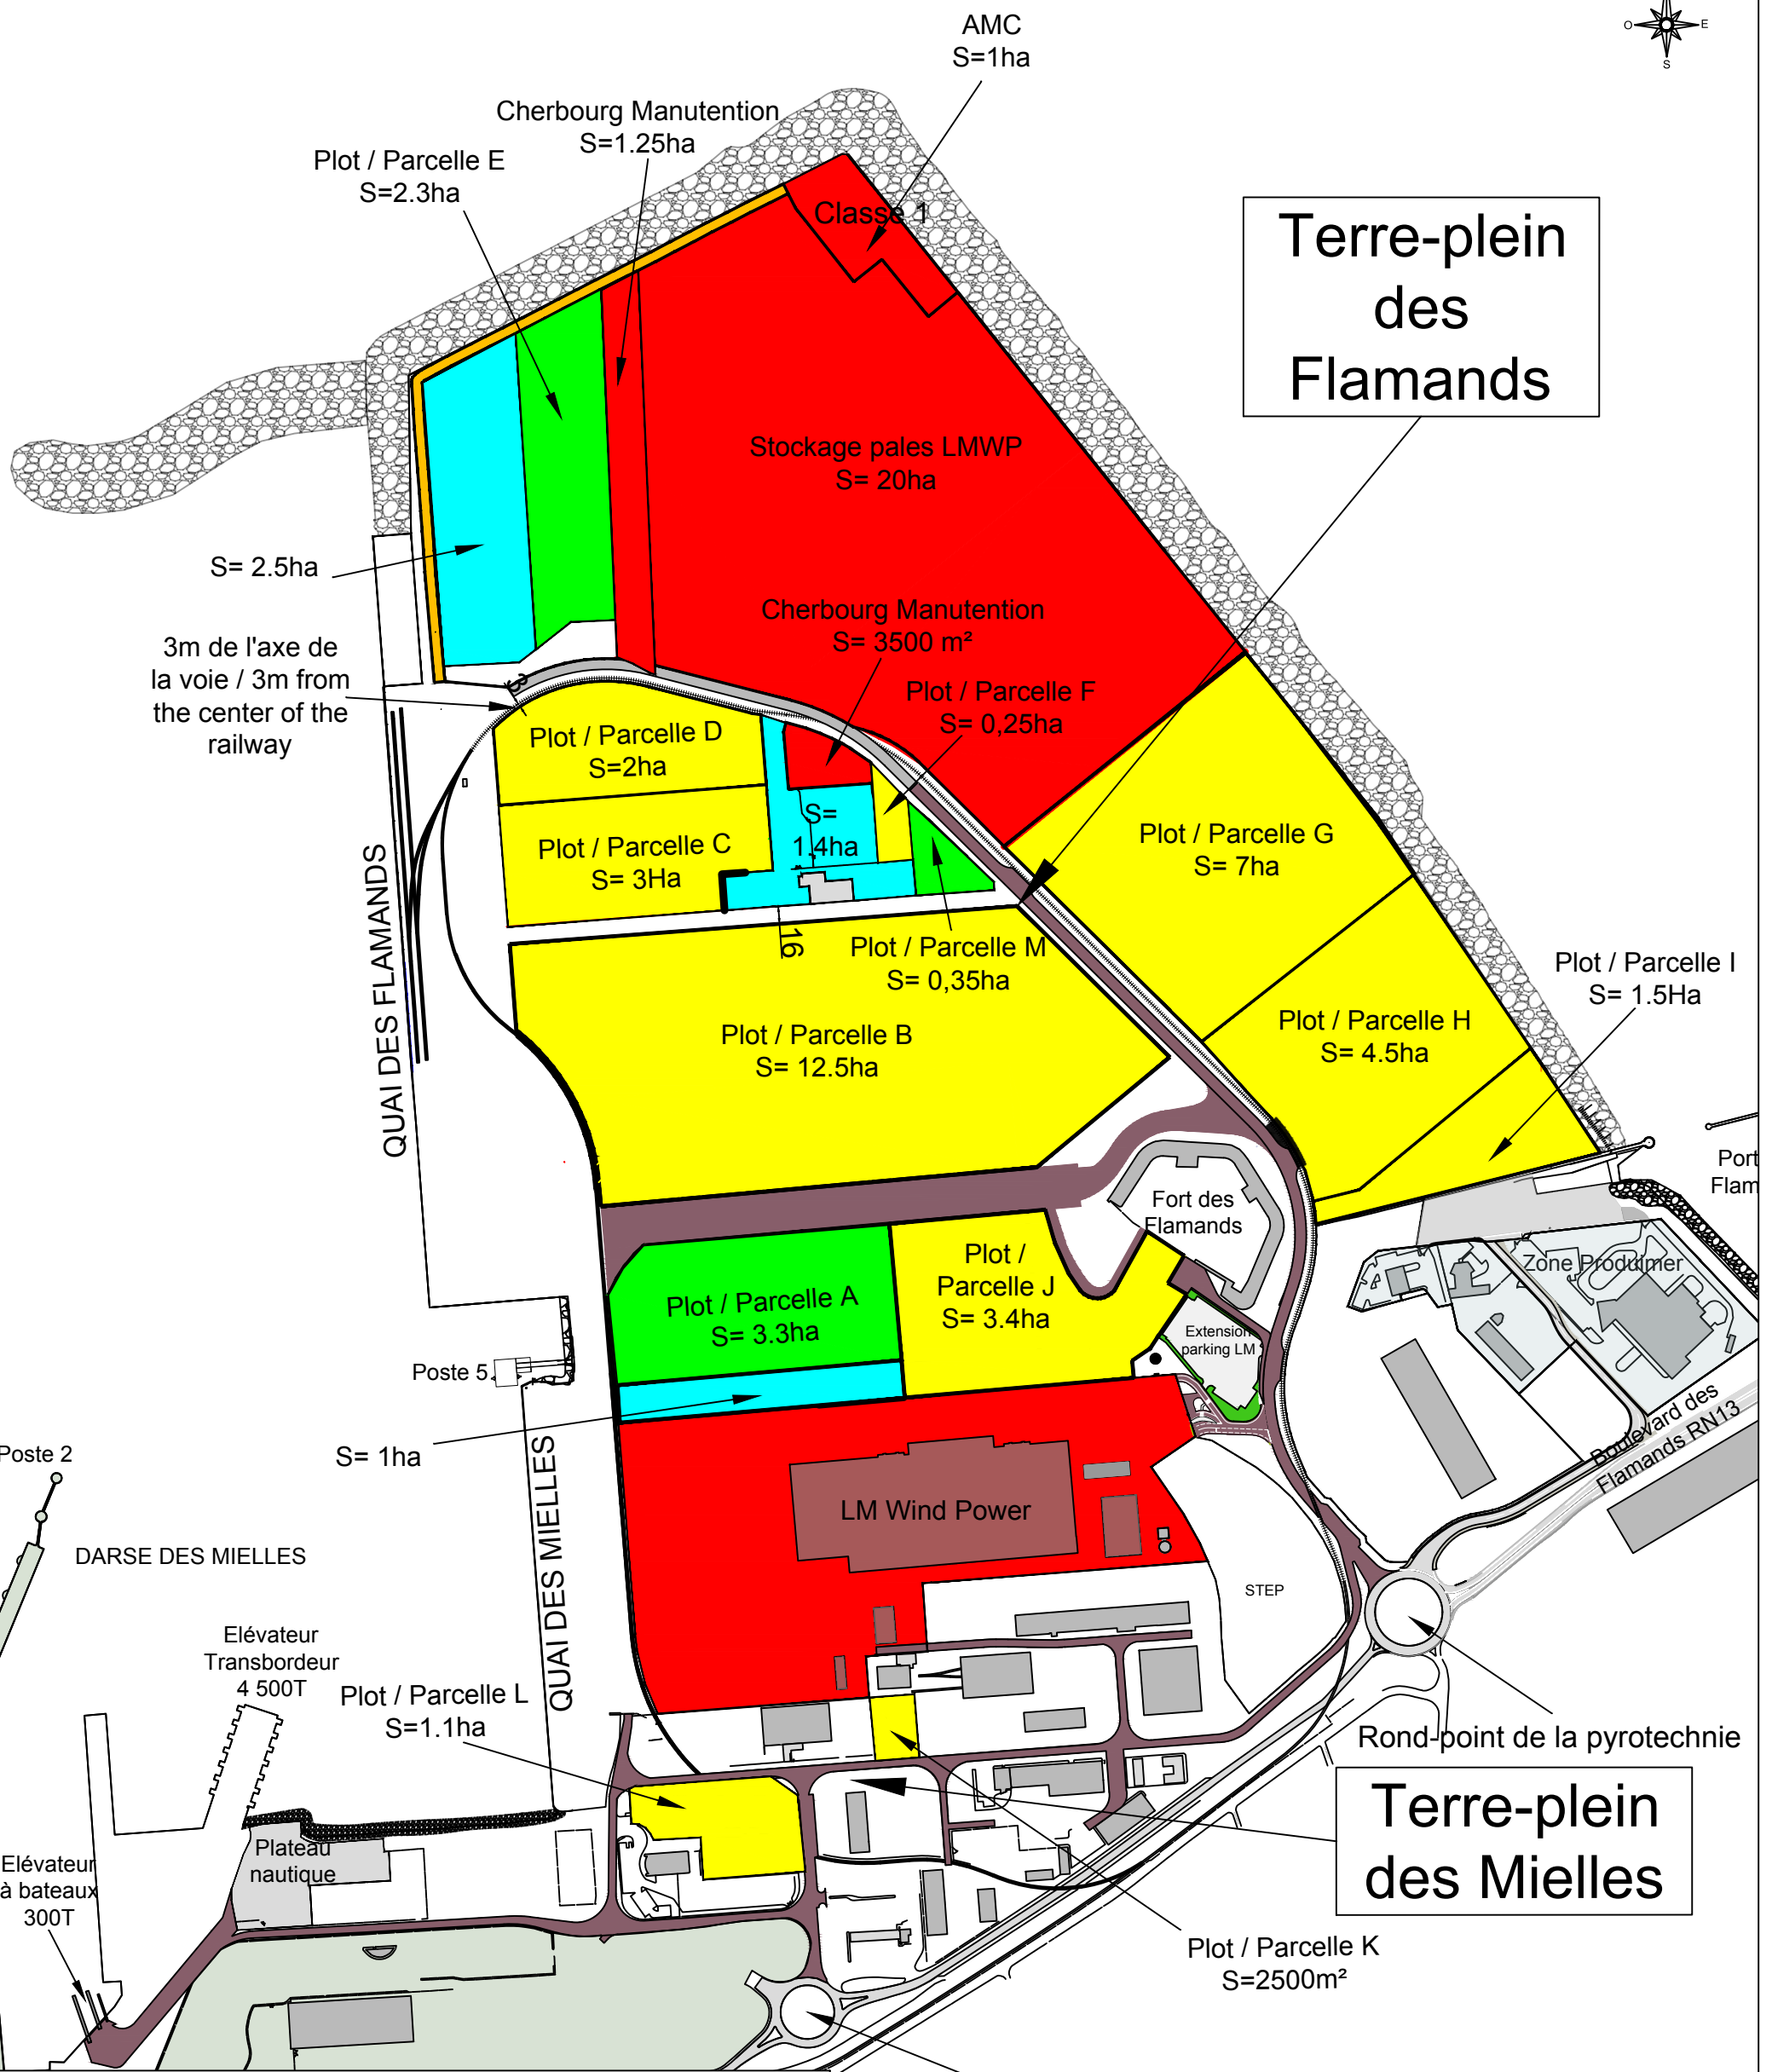 AMC
S=1ha
O
E
S
Cherbourg Manutention
S=1.25ha
Plot / Parcelle E
S=2.3ha
Classe 1
Terre-plein
des
Flamands
Stockage pales LMWP
S= 20ha
S= 2.5ha
Cherbourg Manutention
S= 3500 m²
3m de l'axe de
la voie / 3m from
the center of the
railway
3
Plot / Parcelle F
S= 0,25ha
Plot / Parcelle D
S=2ha
S=
1,4ha
Plot / Parcelle C
S= 3Ha
Plot / Parcelle G
S= 7ha
QUAI DES FLAMANDS
16
Plot / Parcelle M
S= 0,35ha
Plot / Parcelle I
S= 1.5Ha
Plot / Parcelle B
S= 12.5ha
Plot / Parcelle H
S= 4.5ha
Port
Flam
Fort des
Flamands
Zone Produimer
Plot /
Parcelle J
S= 3.4ha
Plot / Parcelle A
S= 3.3ha
Extension
parking LM
Poste 5
Boulevard des
Flamands RN13
Poste 2
S= 1ha
LM Wind Power
DARSE DES MIELLES
QUAI DES MIELLES
STEP
Elévateur
Transbordeur
4 500T
Plot / Parcelle L
S=1.1ha
Rond-point de la pyrotechnie
Terre-plein
des Mielles
Plateau
nautique
Elévateur
à bateaux
300T
Plot / Parcelle K
S=2500m²